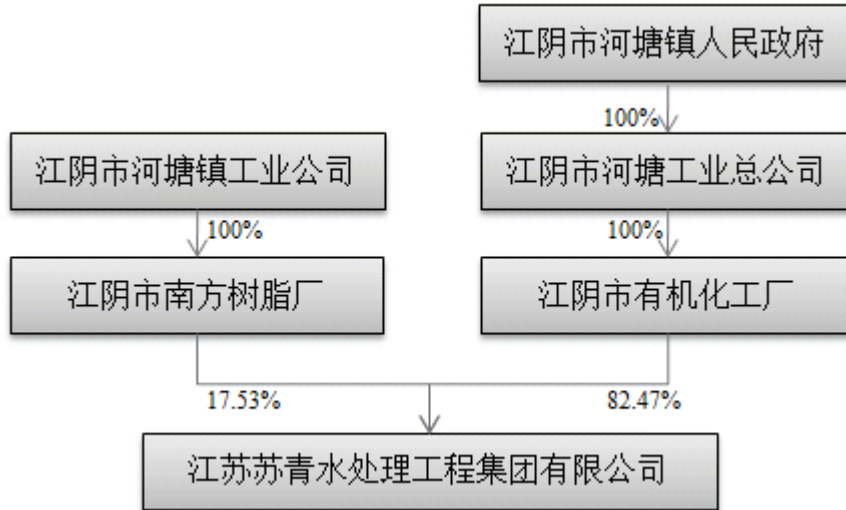 江阴市河塘镇人民政府
100%
江阴市河塘镇工业公司
江阴市河塘工业总公司
100%
100%
江阴市南方树脂厂
江阴市有机化工厂
17.53%
82.47%
江苏苏青水处理工程集团有限公司